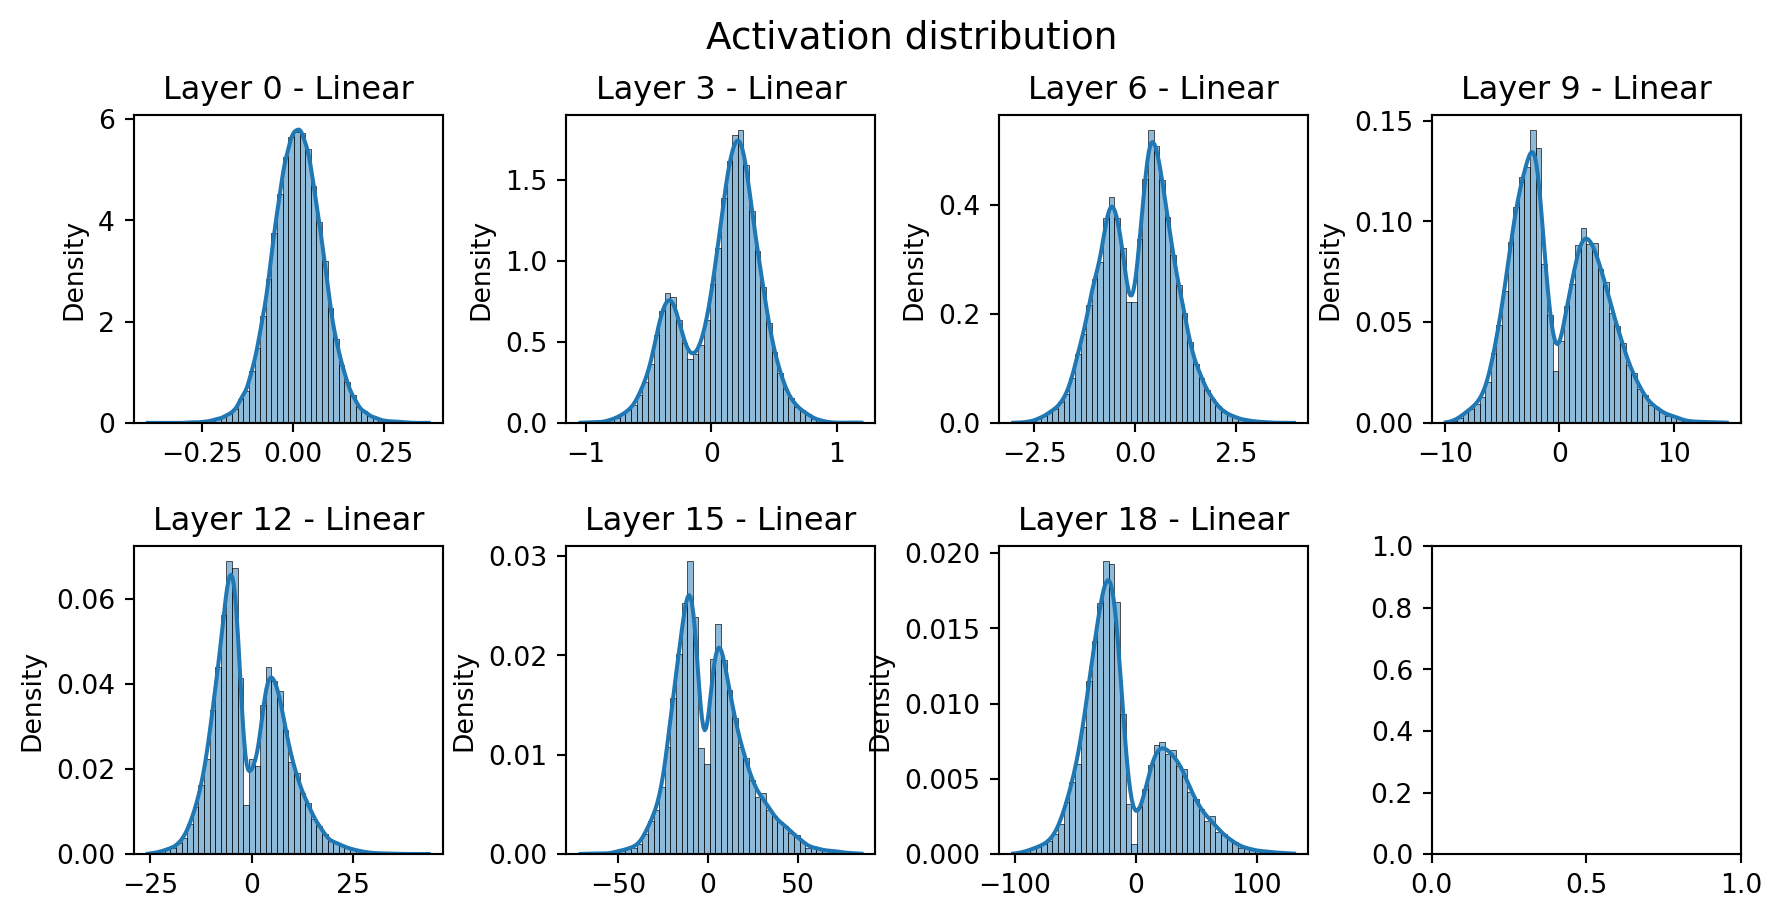 Activation distribution
Layer 0 - Linear
Layer 3 - Linear
Layer 6 - Linear
Layer 9 - Linear
Density
6
4
2
0
−0.25 0.00 0.25
Density
1.5
1.0
0.5
0.0
−1 0 1
Density
0.4
0.2
0.0
−2.5 0.0 2.5
Density
0.15
0.10
0.05
0.00
−10 0 10
Layer 12 - Linear
Layer 15 - Linear
Layer 18 - Linear
Density
0.06
0.04
0.02
0.00
−25 0 25
Density
0.03
0.02
0.01
0.00
−50 0 50
Density
0.020
0.015
0.010
0.005
0.000
−100 0 100
1.0
0.8
0.6
0.4
0.2
0.0
0.0 0.5 1.0